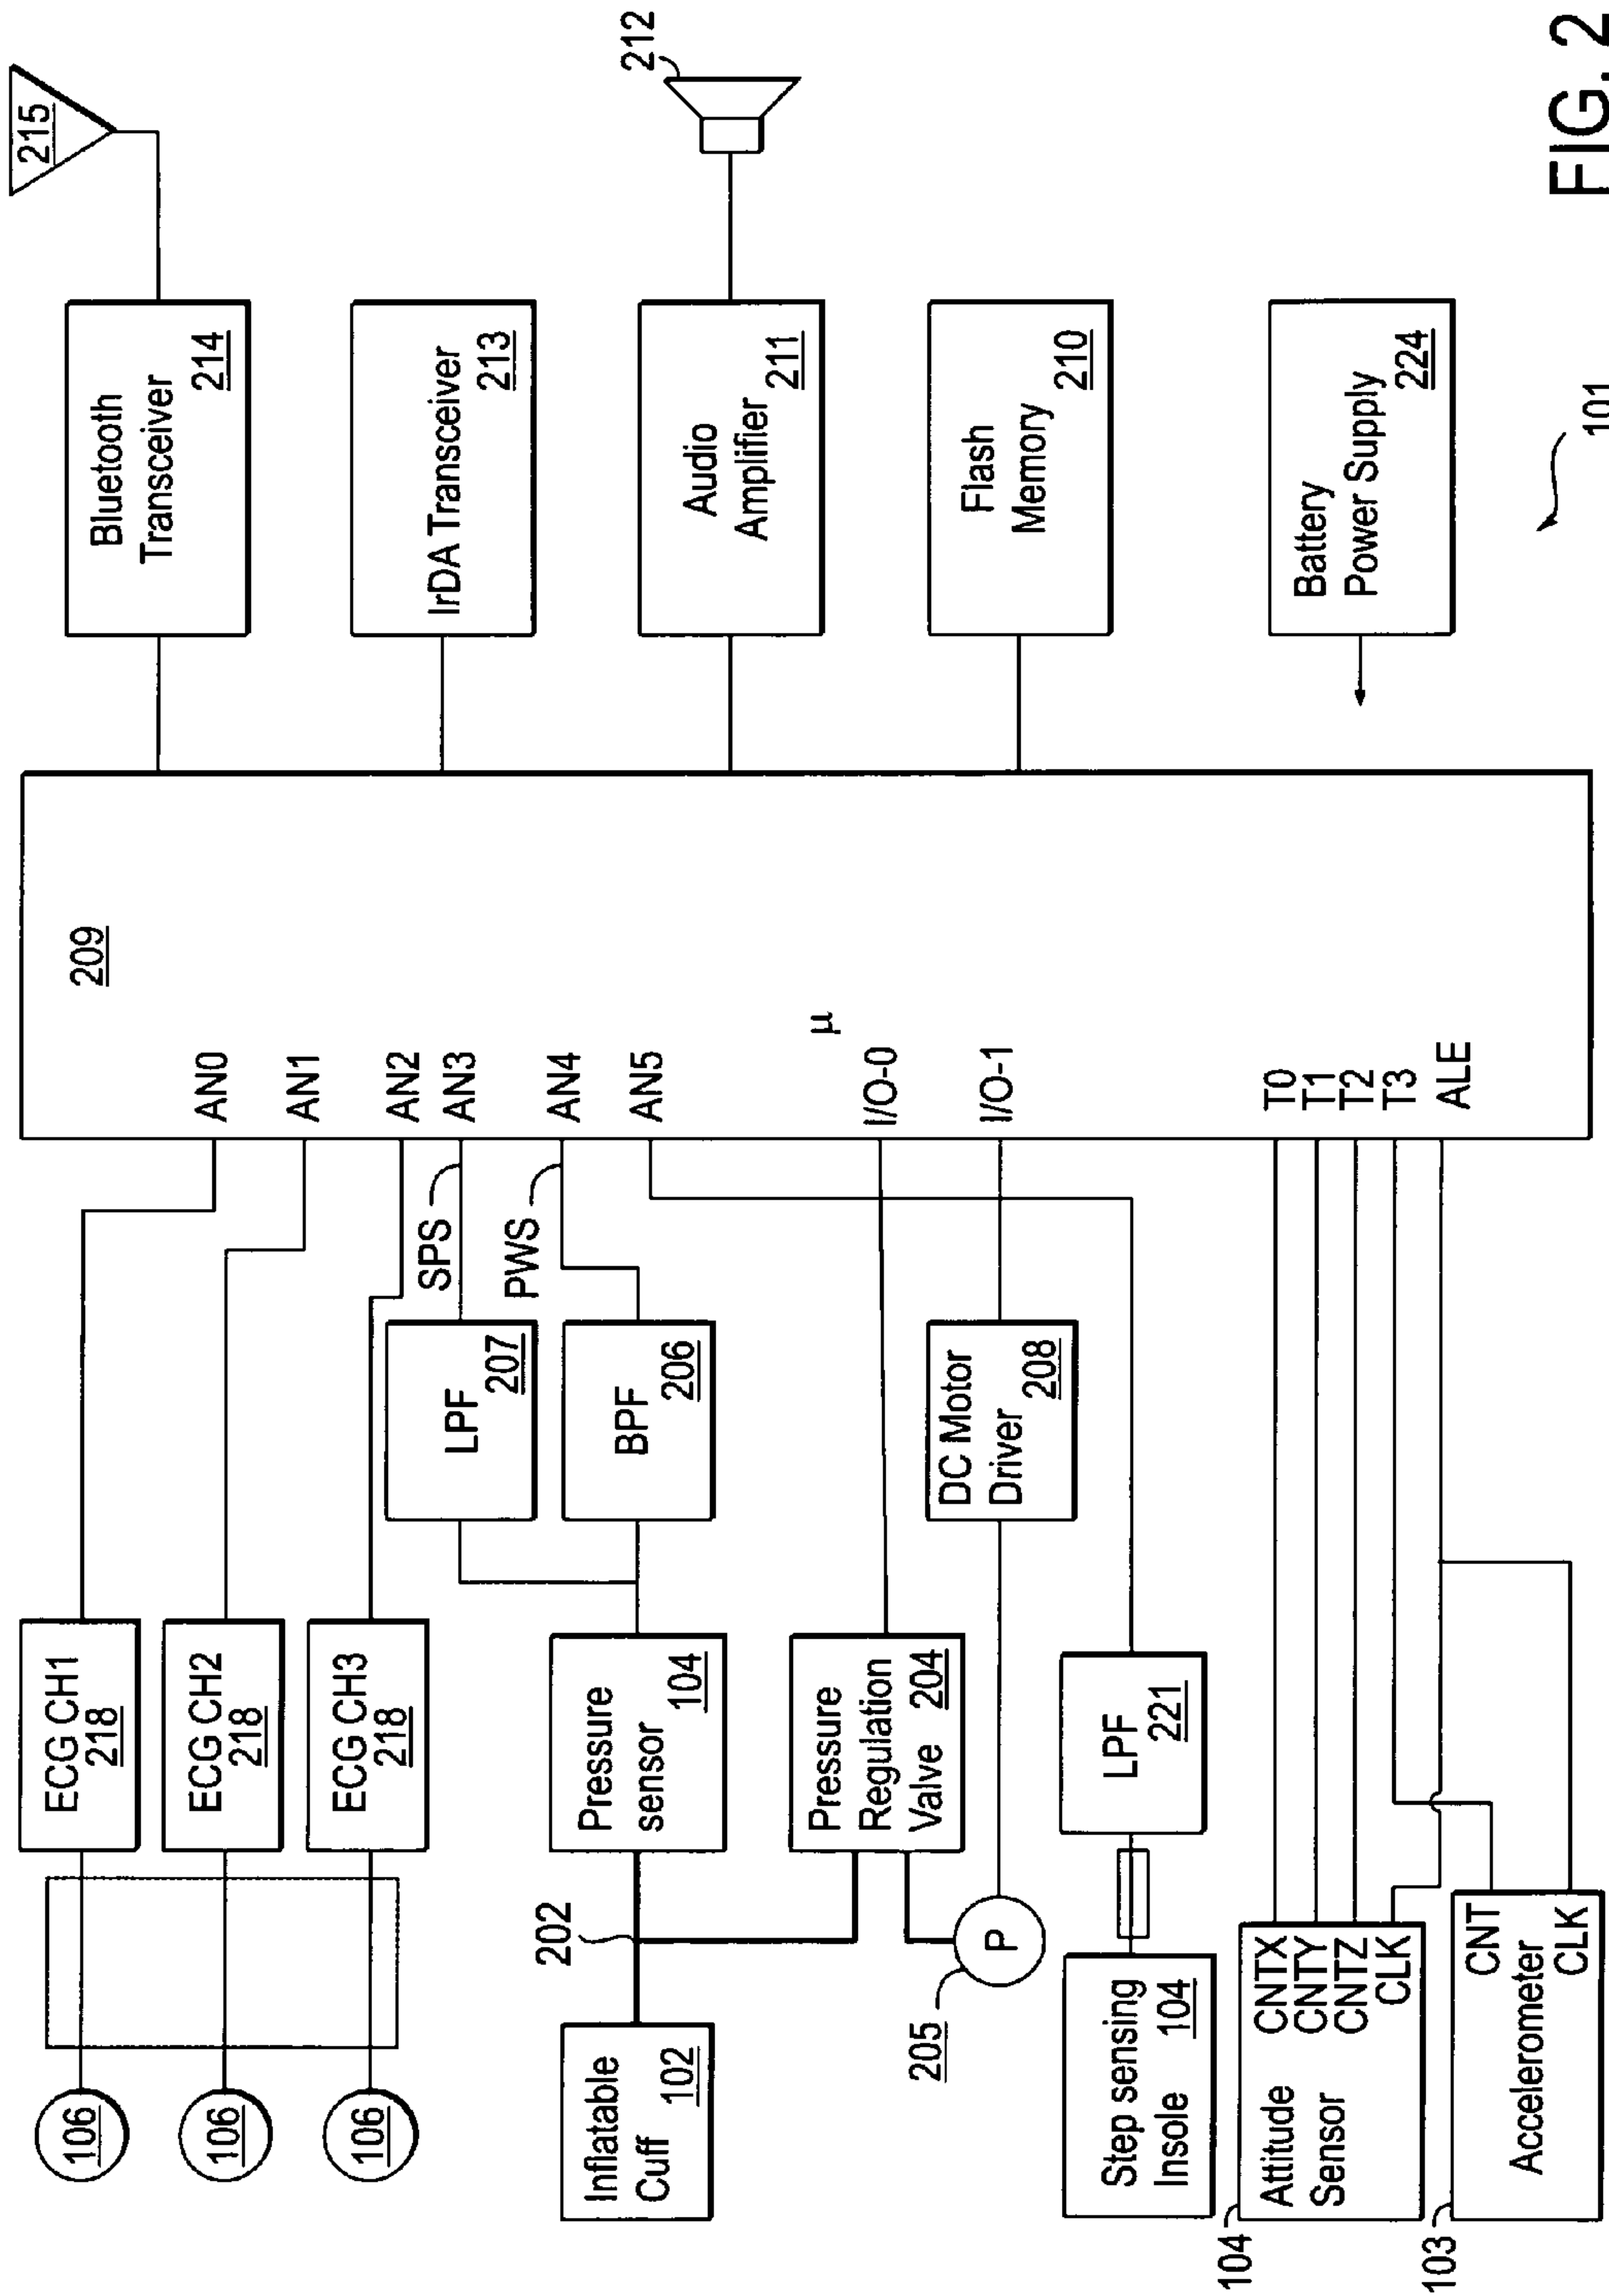 215
212
Bluetooth
Transceiver
214
IrDA Transceiver
213
Audio
Amplifier
211
Flash
Memory
210
Battery
Power Supply
224
101
209
μ
AN0
AN1
AN2
AN3
AN4
AN5
I/O-0
I/O-1
T0
T1
T2
T3
ALE
SPS
PWS
LPF
207
BPF
206
DC Motor
Driver 208
ECG CH1
218
ECG CH2
218
ECG CH3
218
Pressure
sensor 104
Pressure
Regulation
Valve 204
LPF
221
202
106
106
106
Inflatable
Cuff 102
P
205
Step sensing
Insole 104
Attitude
Sensor
CNTX
CNTY
CNTZ
CLK
104
Accelerometer
CNT
CLK
103
FIG. 2